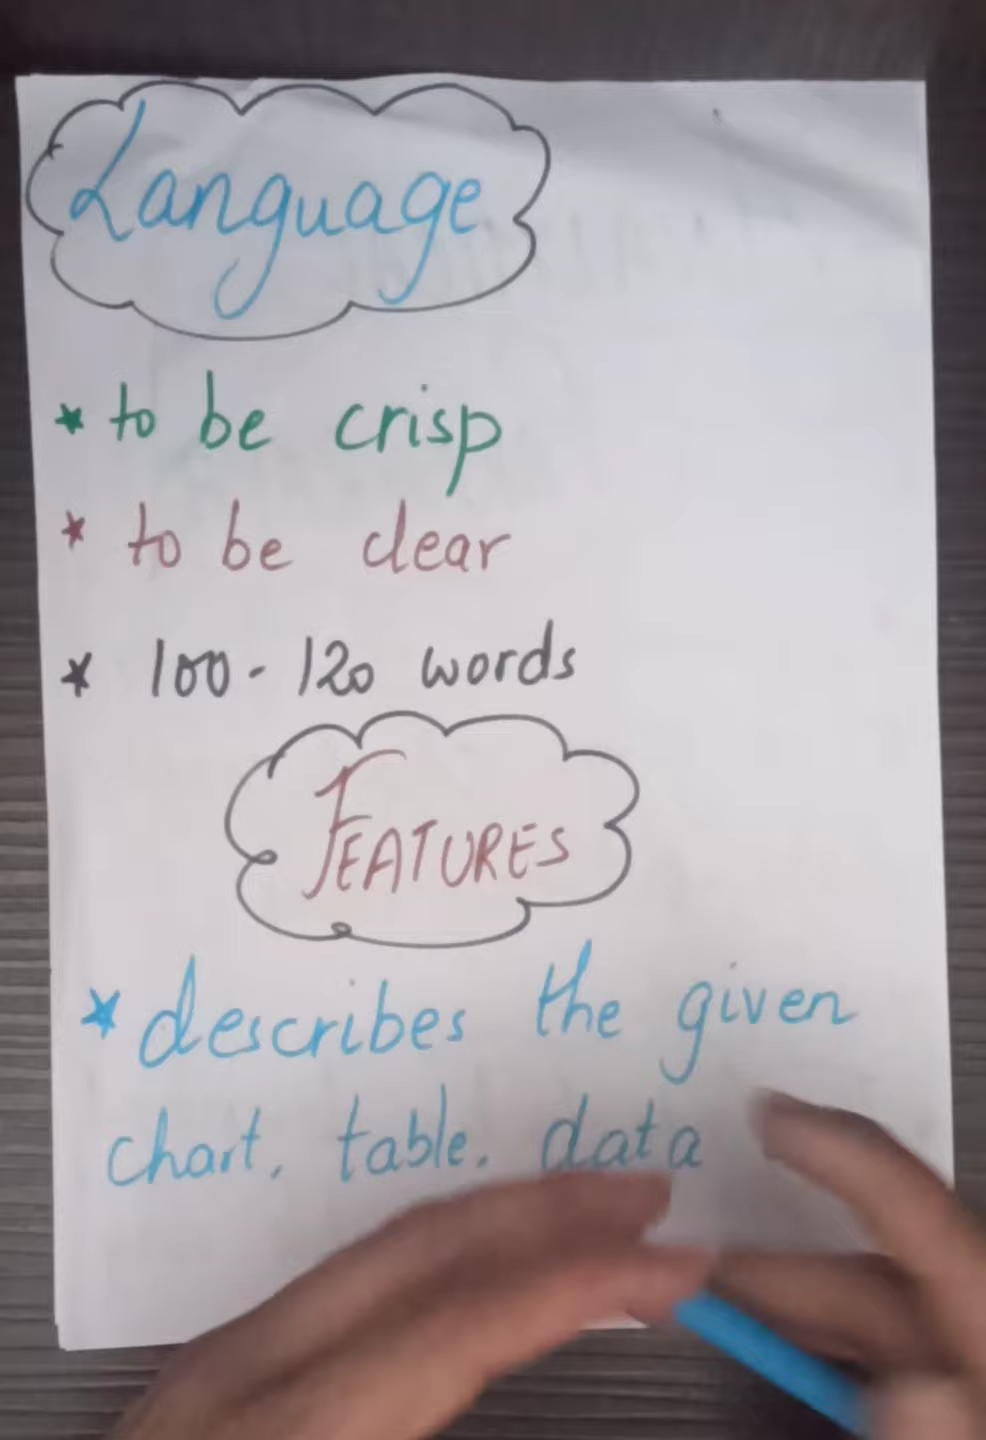 Language
* to be crisp
* to be clear
* 100-120 words
FEATURES
* describes the given
chart, table, data